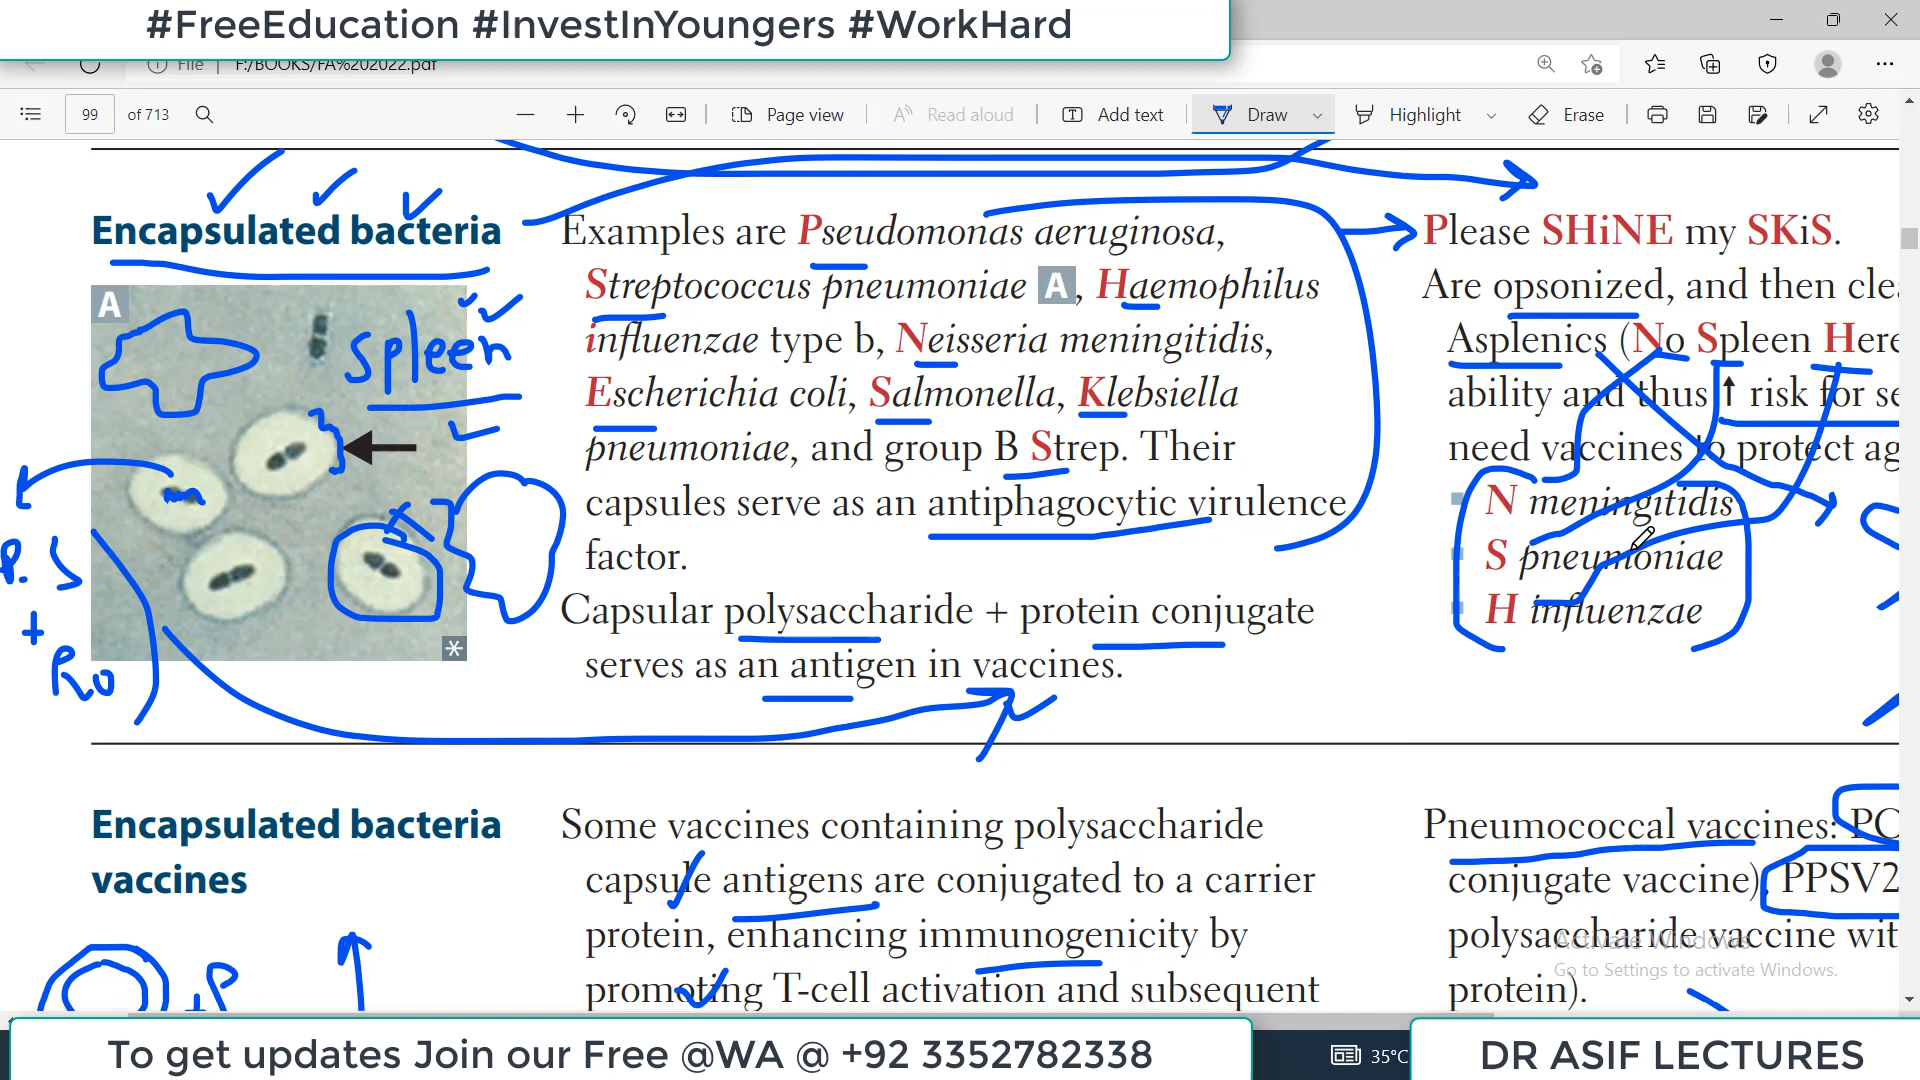 #FreeEducation #InvestInYoungers #WorkHard
File | F:/BOOKS/FA%202022.pdf
99 of 713 Page view Read aloud Add text Draw Highlight Erase
Encapsulated bacteria
A
spleen
P. S
+
Pro
*
Examples are Pseudomonas aeruginosa,
Streptococcus pneumoniae A, Haemophilus
influenzae type b, Neisseria meningitidis,
Escherichia coli, Salmonella, Klebsiella
pneumoniae, and group B Strep. Their
capsules serve as an antiphagocytic virulence
factor.
Capsular polysaccharide + protein conjugate
serves as an antigen in vaccines.
Please SHiNE my SKiS.
Are opsonized, and then clea
Asplenics (No Spleen Here
ability and thus ↑ risk for se
need vaccines to protect ag
N meningitidis
S pneumoniae
H influenzae
Encapsulated bacteria
vaccines
+P
Some vaccines containing polysaccharide
capsule antigens are conjugated to a carrier
protein, enhancing immunogenicity by
promoting T-cell activation and subsequent
Pneumococcal vaccines: PC
conjugate vaccine), PPSV2
polysaccharide vaccine wit
protein).
Activate Windows
Go to Settings to activate Windows.
To get updates Join our Free @WA @ +92 3352782338
35°C
DR ASIF LECTURES